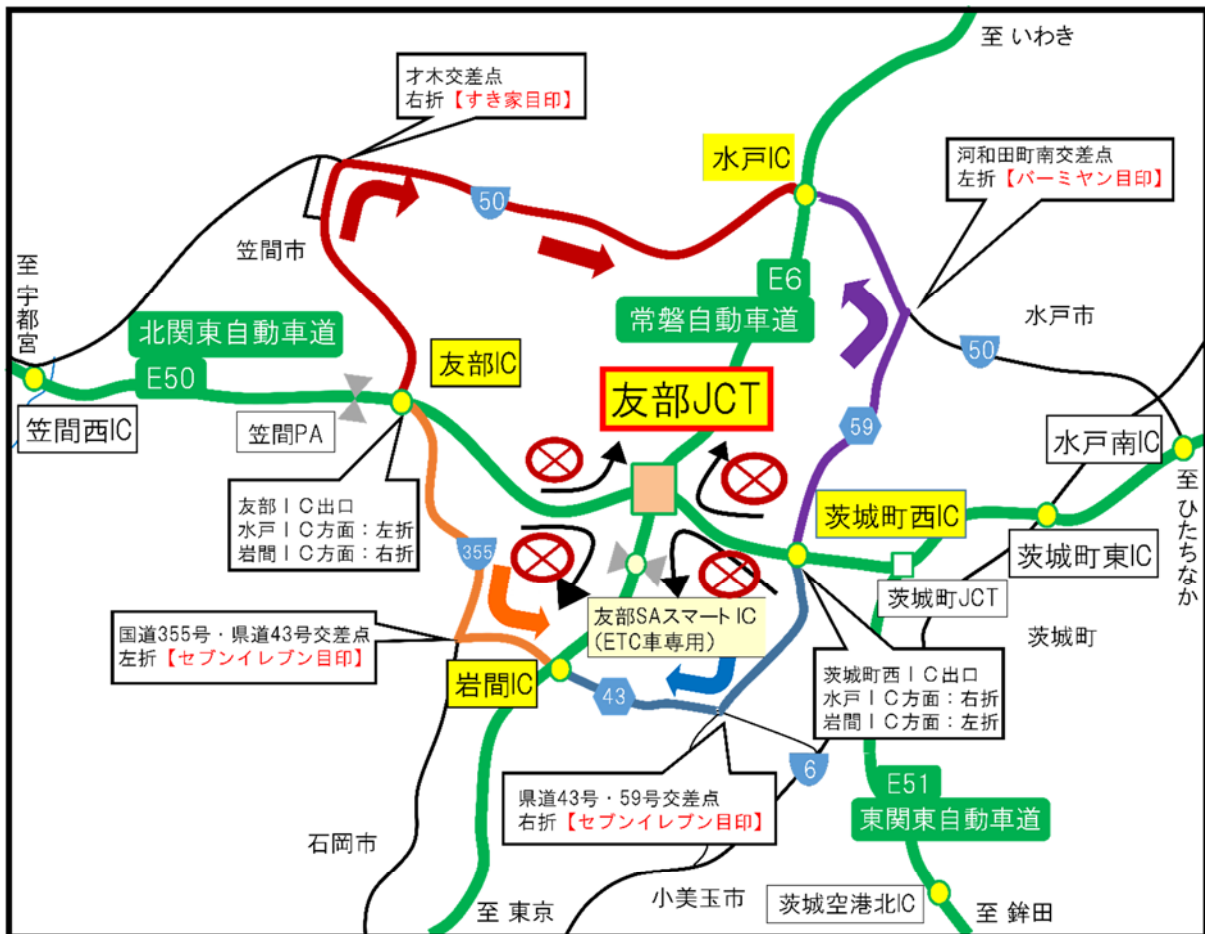 至 いわき
才木交差点
右折【すき家目印】
水戸IC
河和田町南交差点
左折【バーミヤン目印】
50
笠間市
至 宇都宮
E6
常磐自動車道
水戸市
北関東自動車道
E50
友部IC
50
友部JCT
笠間西IC
笠間PA
59
水戸南IC
至 ひたちなか
友部IC出口
水戸IC方面:左折
岩間IC方面:右折
茨城町西IC
茨城町東IC
355
茨城町JCT
友部SAスマートIC
(ETC車専用)
茨城町
国道355号・県道43号交差点
左折【セブンイレブン目印】
岩間IC
43
茨城町西IC出口
水戸IC方面:右折
岩間IC方面:左折
6
県道43号・59号交差点
右折【セブンイレブン目印】
E51
東関東自動車道
石岡市
小美玉市
茨城空港北IC
至 東京
至 鉾田